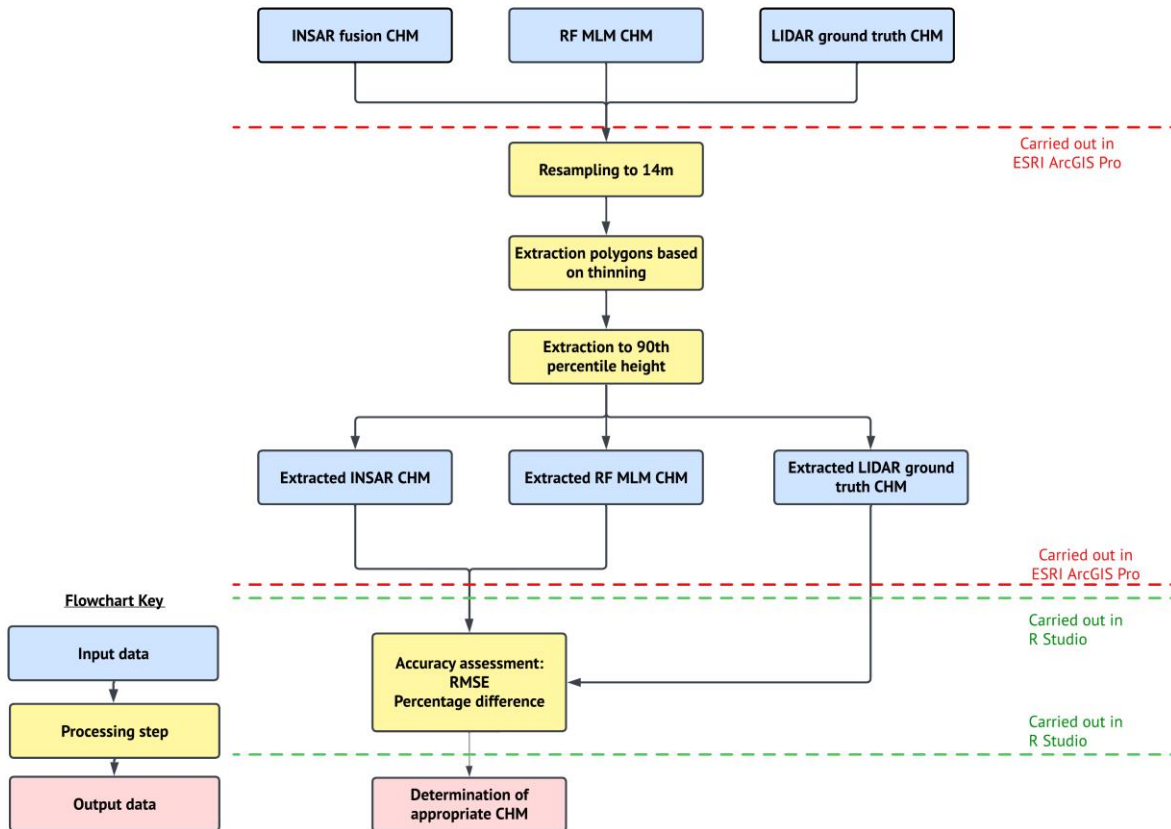 INSAR fusion CHM
RF MLM CHM
LIDAR ground truth CHM
Carried out in
ESRI ArcGIS Pro
Resampling to 14m
Extraction polygons based
on thinning
Extraction to 90th
percentile height
Extracted INSAR CHM
Extracted RF MLM CHM
Extracted LIDAR ground
truth CHM
Carried out in
ESRI ArcGIS Pro
Flowchart Key
Input data
Processing step
Output data
Carried out in
R Studio
Accuracy assessment:
RMSE
Percentage difference
Carried out in
R Studio
Determination of
appropriate CHM